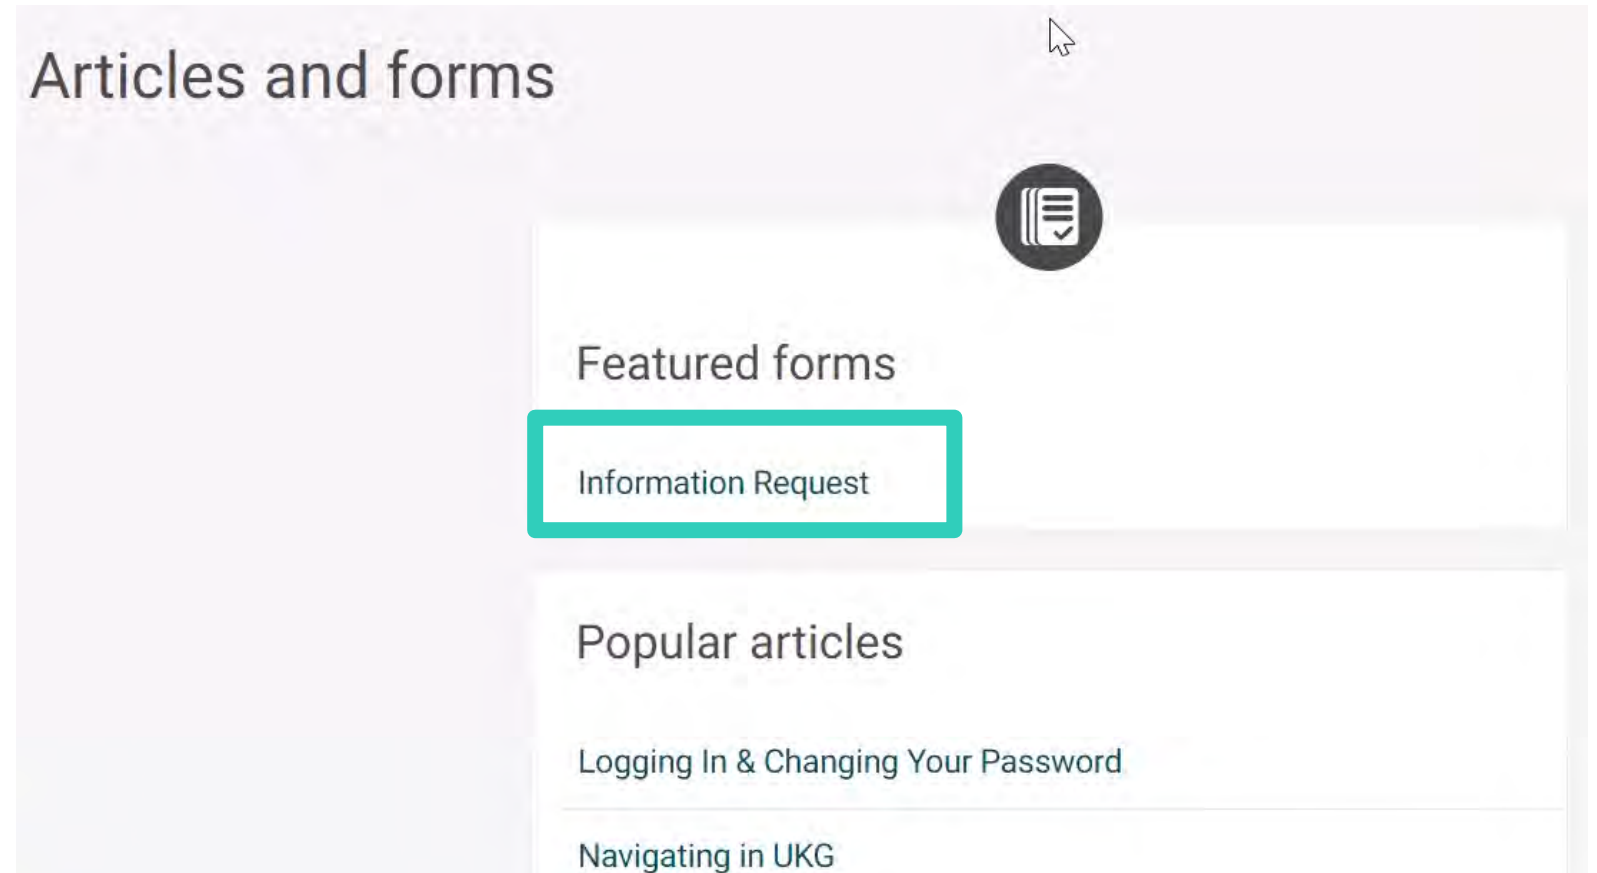 Articles and forms
Featured forms
Information Request
Popular articles
Logging In & Changing Your Password
Navigating in UKG